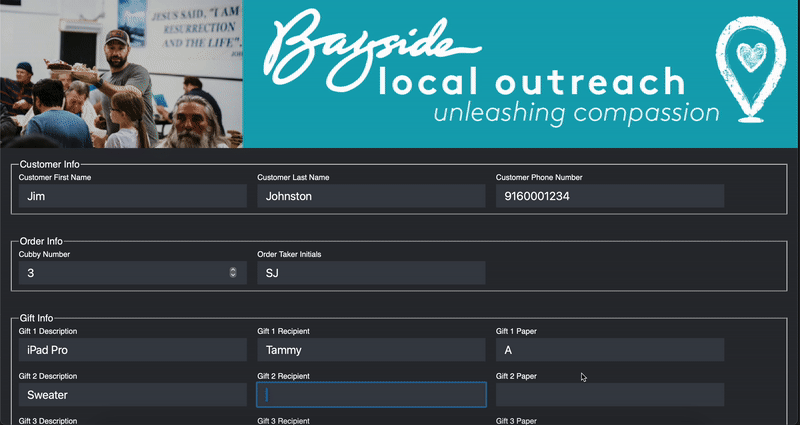 JESUS SAID, "I AM
RESURRECTION
AND THE LIFE".
Bayside
local outreach
unleashing compassion
Customer Info
Customer First Name
Customer Last Name
Customer Phone Number
Jim
Johnston
9160001234
Order Info
Cubby Number
Order Taker Initials
3
SJ
Gift Info
Gift 1 Description
Gift 1 Recipient
Gift 1 Paper
iPad Pro
Tammy
A
Gift 2 Description
Gift 2 Recipient
Gift 2 Paper
Sweater
Gift 3 Description
Gift 3 Recipient
Gift 3 Paper